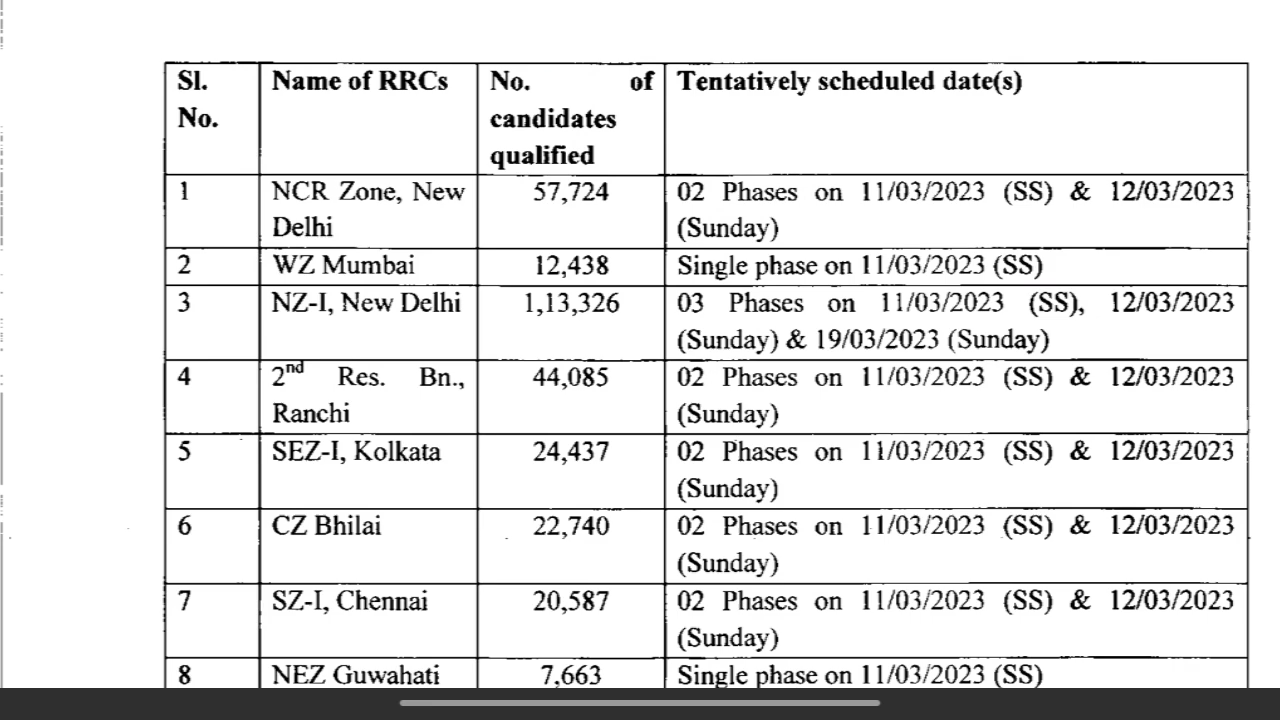 Sl. No. Name of RRCs No. of candidates qualified Tentatively scheduled date(s)
1 NCR Zone, New Delhi 57,724 02 Phases on 11/03/2023 (SS) & 12/03/2023 (Sunday)
2 WZ Mumbai 12,438 Single phase on 11/03/2023 (SS)
3 NZ-I, New Delhi 1,13,326 03 Phases on 11/03/2023 (SS), 12/03/2023 (Sunday) & 19/03/2023 (Sunday)
4 2nd Res. Bn., Ranchi 44,085 02 Phases on 11/03/2023 (SS) & 12/03/2023 (Sunday)
5 SEZ-I, Kolkata 24,437 02 Phases on 11/03/2023 (SS) & 12/03/2023 (Sunday)
6 CZ Bhilai 22,740 02 Phases on 11/03/2023 (SS) & 12/03/2023 (Sunday)
7 SZ-I, Chennai 20,587 02 Phases on 11/03/2023 (SS) & 12/03/2023 (Sunday)
8 NEZ Guwahati 7,663 Single phase on 11/03/2023 (SS)